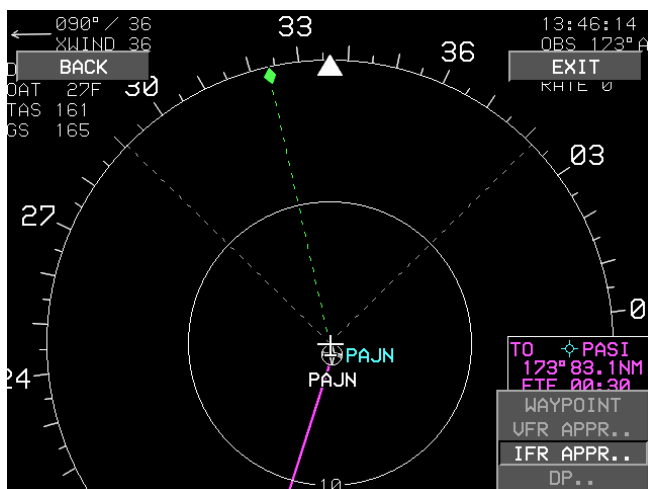 090°/ 36
XWIND 36
BACK
OAT 27F
TAS 161
GS 165
13:46:14
OBS 173°A
EXIT
RATE 0
33
36
30
03
27
24
0
PAJN
PAJN
TO PASI
173° 83.1NM
ETE 00:30
WAYPOINT
VFR APPR..
IFR APPR..
DP..
10